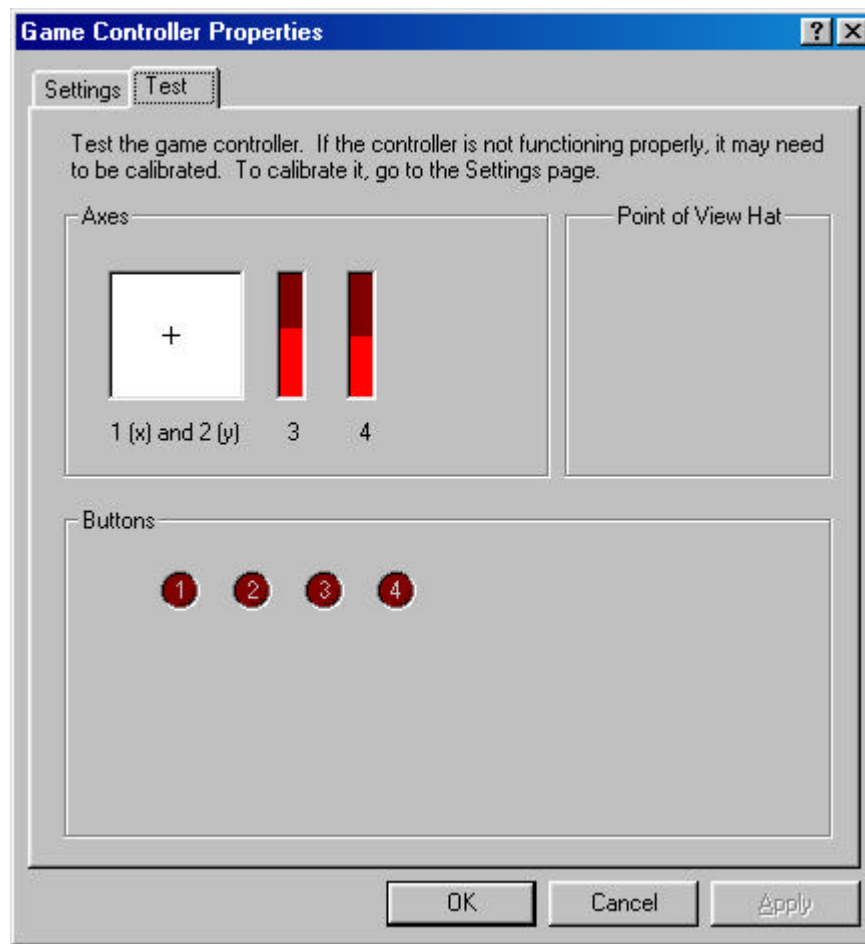 Game Controller Properties
?
Settings
Test
Test the game controller.  If the controller is not functioning properly, it may need
to be calibrated.  To calibrate it, go to the Settings page.
Axes
Point of View Hat
1 (x) and 2 (y)
3
4
Buttons
1
2
3
4
OK
Cancel
Apply